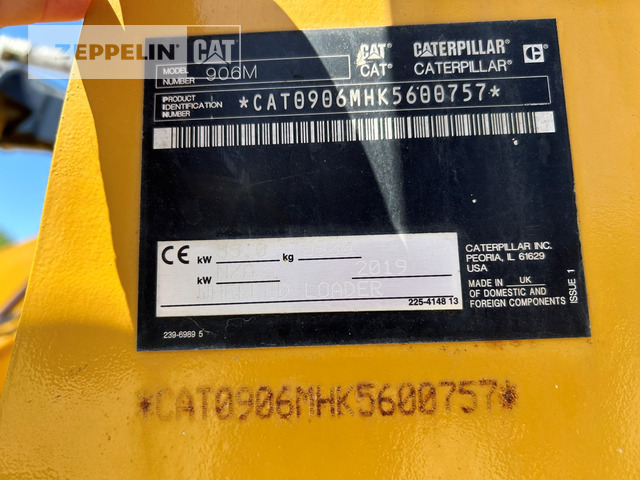 ZEPPELIN CAT
CAT® CATERPILLAR® C®
CAT® CATERPILLAR®
MODEL NUMBER 906M
PRODUCT IDENTIFICATION NUMBER *CAT0906MHK5600757*
CE kW kg
kW 2019
LOADER
225-4148 13
CATERPILLAR INC.
PEORIA, IL 61629
USA
MADE IN UK
OF DOMESTIC AND
FOREIGN COMPONENTS
ISSUE 1
239-6989 5
*CAT0906MHK5600757*